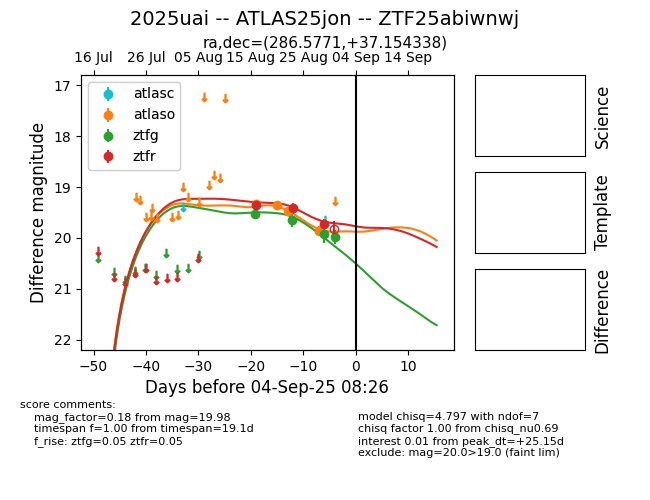 2025uai -- ATLAS25jon -- ZTF25abiwnwj
ra,dec=(286.5771,+37.154338)
16 Jul 26 Jul 05 Aug 15 Aug 25 Aug 04 Sep 14 Sep
atlasc
atlaso
ztfg
ztfr
17
18
19
20
21
22
Difference magnitude
−50 −40 −30 −20 −10 0 10
Days before 04-Sep-25 08:26
Science
Template
Difference
score comments:
mag_factor=0.18 from mag=19.98
timespan f=1.00 from timespan=19.1d
f_rise: ztfg=0.05 ztfr=0.05
model chisq=4.797 with ndof=7
chisq factor 1.00 from chisq_nu0.69
interest 0.01 from peak_dt=+25.15d
exclude: mag=20.0>19.0 (faint lim)